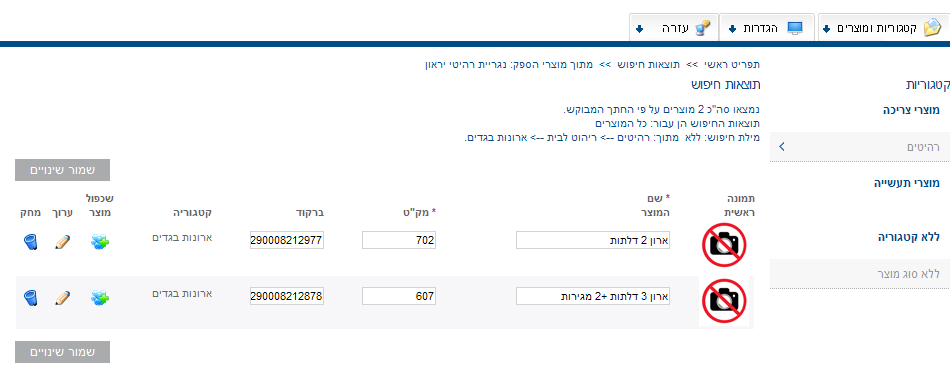 קטגוריות ומוצרים
הגדרות
עזרה
תפריט ראשי >> תוצאות חיפוש >> מתוך מוצרי הספק: נגריית רהיטי יראון
קטגוריות
מוצרי צריכה
רהיטים
מוצרי תעשייה
ללא קטגוריה
ללא סוג מוצר
תוצאות חיפוש
נמצאו סה"כ 2 מוצרים על פי החתך המבוקש.
תוצאות החיפוש הן עבור: כל המוצרים
מילת חיפוש: ללא מתוך: רהיטים --> ריהוט לבית --> ארונות בגדים.
שמור שינויים
תמונה ראשית * שם המוצר * מק"ט ברקוד קטגוריה שכפול מוצר ערוך מחק
ארון 2 דלתות 702 290008212977 ארונות בגדים
ארון 3 דלתות +2 מגירות 607 290008212878 ארונות בגדים
שמור שינויים